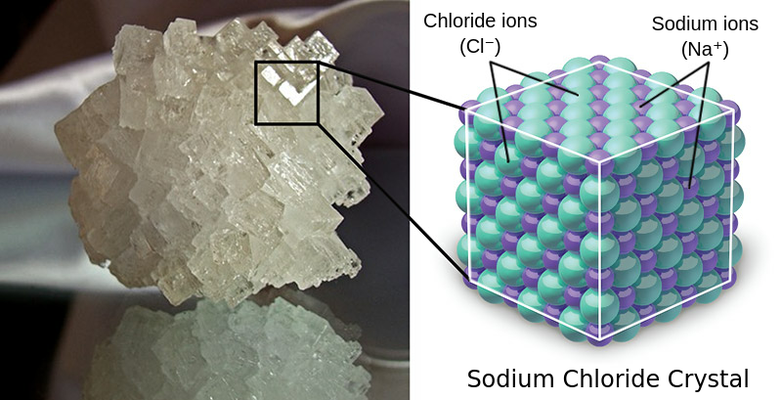 Chloride ions
(Cl⁻)
Sodium ions
(Na⁺)
Sodium Chloride Crystal